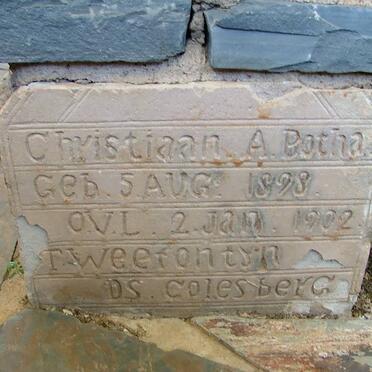 Christiaan A. Botha.
GEb. 5 AUG. 1898.
OVL. 2. Jan. 1902.
Tweefontyn
DS. Colesberg